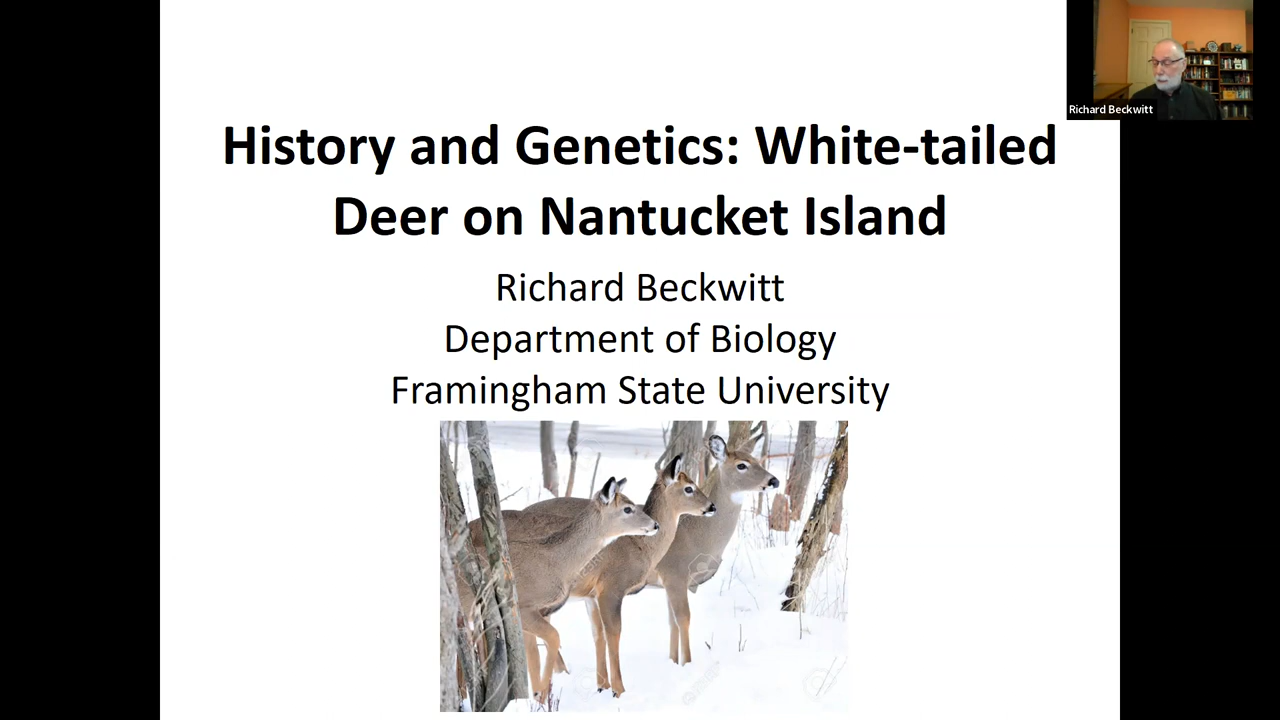 Richard Beckwitt
History and Genetics: White-tailed
Deer on Nantucket Island
Richard Beckwitt
Department of Biology
Framingham State University